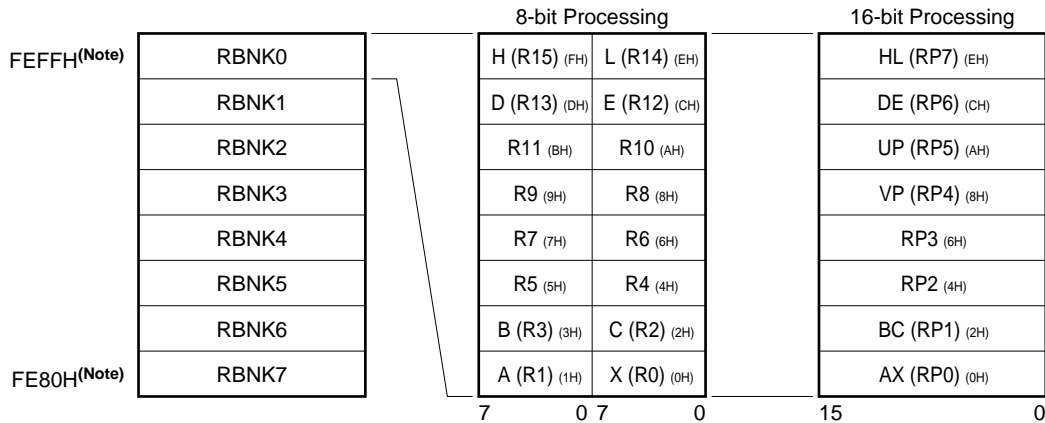 8-bit Processing 16-bit Processing
FEFFH(Note) RBNK0 H (R15) (FH) L (R14) (EH) HL (RP7) (EH)
RBNK1 D (R13) (DH) E (R12) (CH) DE (RP6) (CH)
RBNK2 R11 (BH) R10 (AH) UP (RP5) (AH)
RBNK3 R9 (9H) R8 (8H) VP (RP4) (8H)
RBNK4 R7 (7H) R6 (6H) RP3 (6H)
RBNK5 R5 (5H) R4 (4H) RP2 (4H)
RBNK6 B (R3) (3H) C (R2) (2H) BC (RP1) (2H)
FE80H(Note) RBNK7 A (R1) (1H) X (R0) (0H) AX (RP0) (0H)
7 0 7 0 15 0